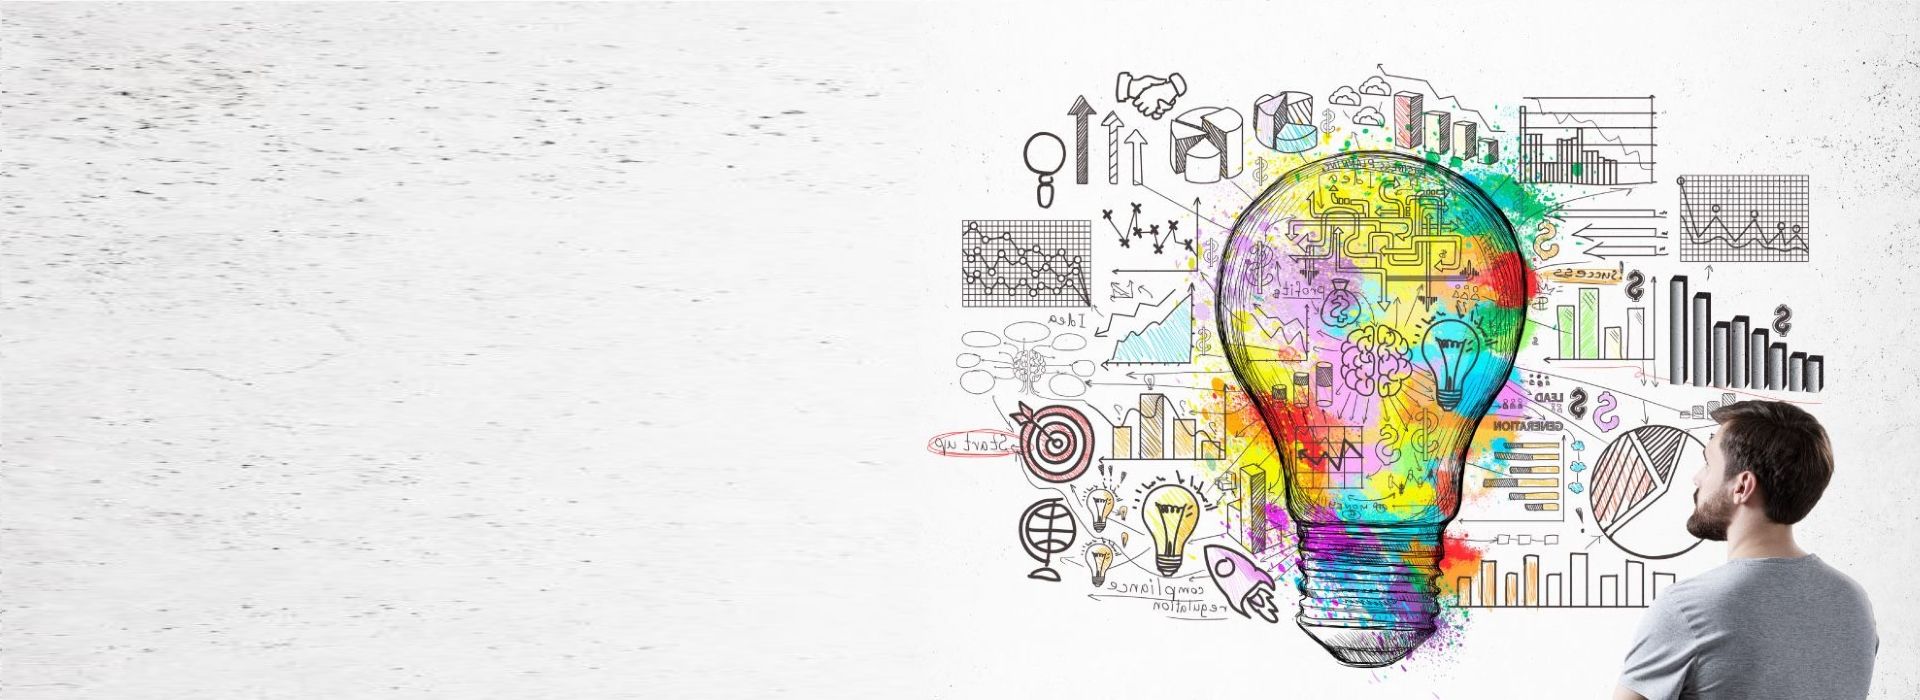 Idea
Success!
profits
LEAD
GENERATION
Start up
compliance
regulation